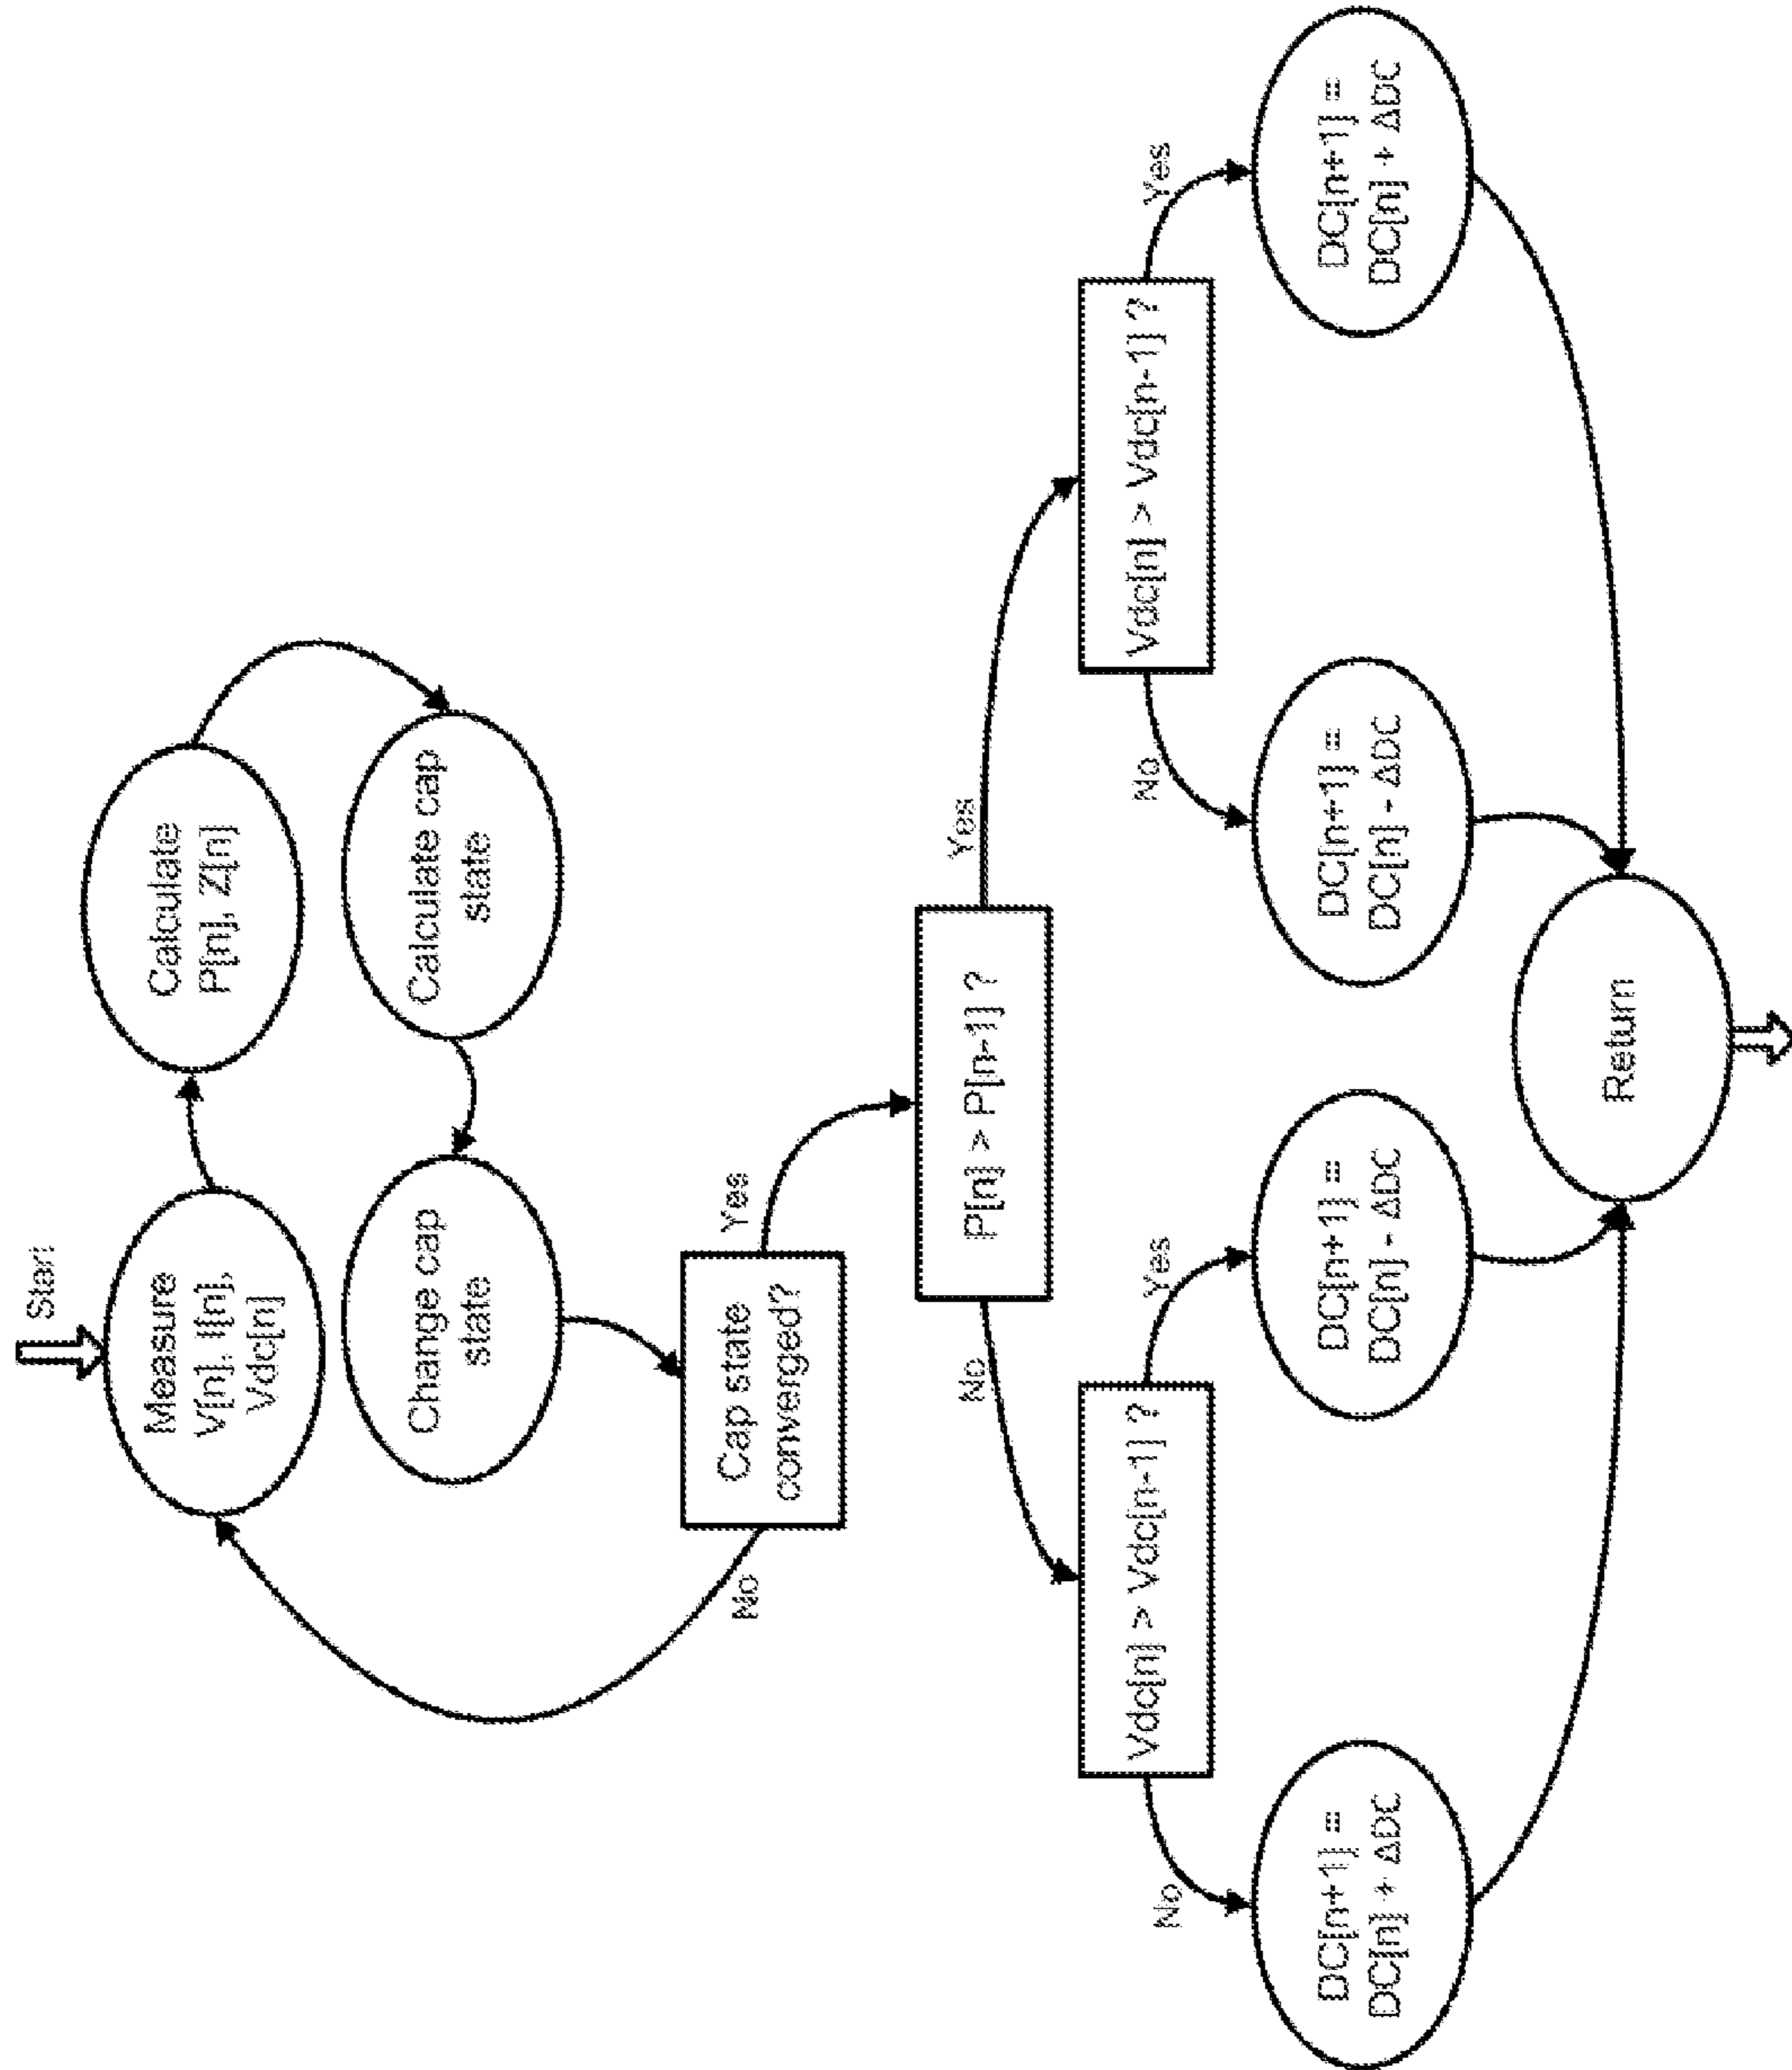 Start
Measure
V[n], I[n],
Vdc[n]
Calculate
P[n], Z[n]
Calculate cap
state
Change cap
state
Cap state
converged?
No
Yes
P[n] > P[n-1] ?
No
Yes
Vdc[n] > Vdc[n-1] ?
No
Yes
Vdc[n] > Vdc[n-1] ?
No
Yes
DC[n+1] =
DC[n] + ΔDC
DC[n+1] =
DC[n] - ΔDC
DC[n+1] =
DC[n] - ΔDC
DC[n+1] =
DC[n] + ΔDC
Return